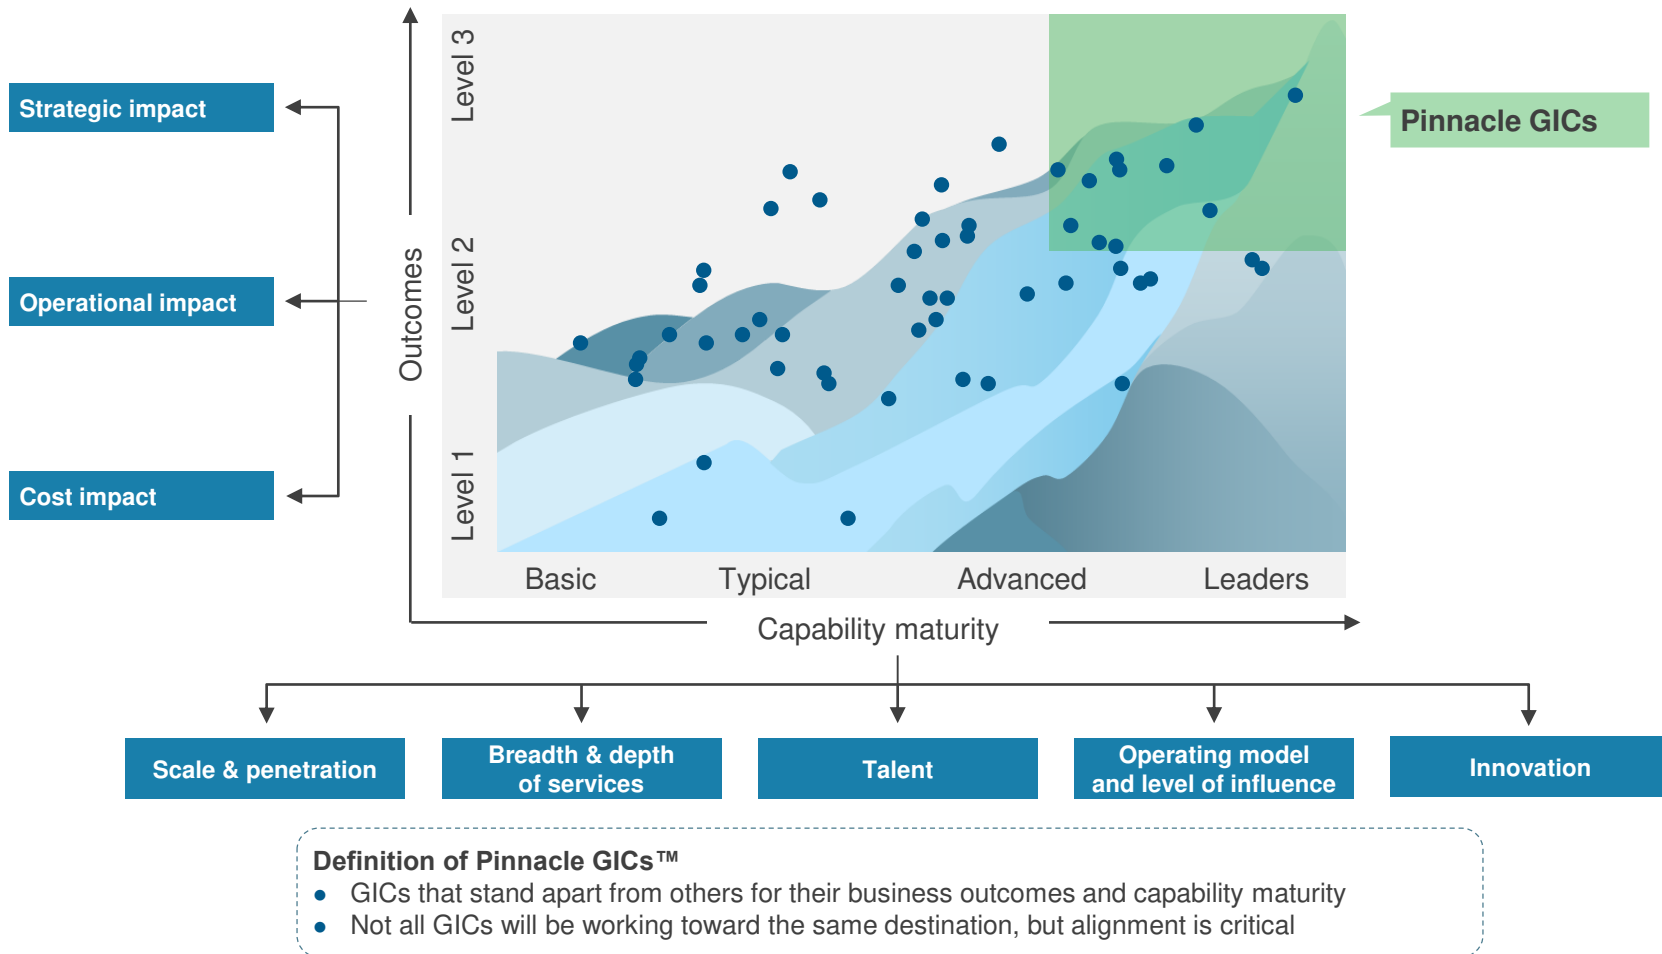 Strategic impact
Operational impact
Cost impact
Outcomes
Level 3
Level 2
Level 1
Pinnacle GICs
Basic
Typical
Advanced
Leaders
Capability maturity
Scale & penetration
Breadth & depth
of services
Talent
Operating model
and level of influence
Innovation
Definition of Pinnacle GICs™
● GICs that stand apart from others for their business outcomes and capability maturity
● Not all GICs will be working toward the same destination, but alignment is critical